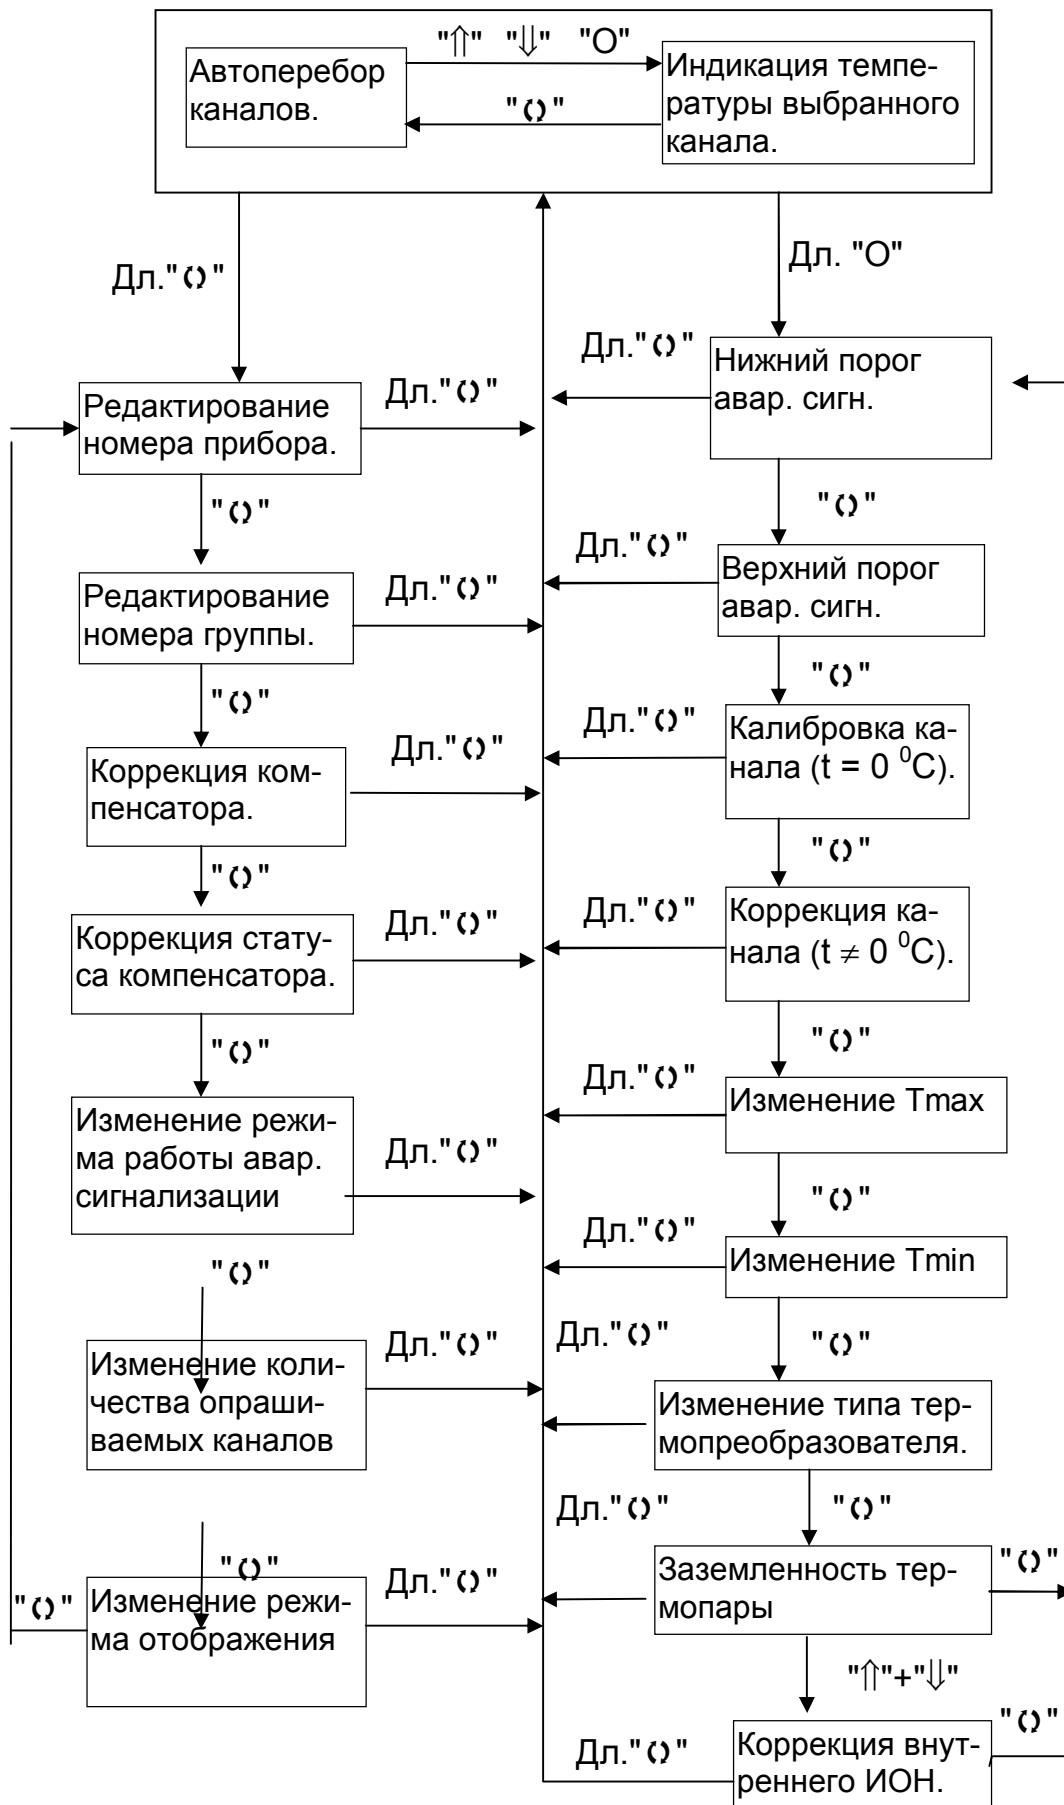 "⇑" "⇓" "O"
Автоперебор
каналов.
Индикация темпе-
ратуры выбранного
канала.
"🗘"
Дл."🗘"
Дл. "O"
Редактирование
номера прибора.
Дл."🗘"
Дл."🗘"
Нижний порог
авар. сигн.
"🗘"
"🗘"
Редактирование
номера группы.
Дл."🗘"
Дл."🗘"
Верхний порог
авар. сигн.
"🗘"
"🗘"
Коррекция ком-
пенсатора.
Дл."🗘"
Дл."🗘"
Калибровка ка-
нала (t = 0 ⁰C).
"🗘"
"🗘"
Коррекция стату-
са компенсатора.
Дл."🗘"
Дл."🗘"
Коррекция ка-
нала (t ≠ 0 ⁰C).
"🗘"
"🗘"
Изменение режи-
ма работы авар.
сигнализации
Дл."🗘"
Дл."🗘"
Изменение Tmax
"🗘"
"🗘"
Дл."🗘"
Изменение Tmin
"🗘"
Изменение коли-
чества опраши-
ваемых каналов
Дл."🗘"
Дл."🗘"
Изменение типа тер-
мопреобразователя.
"🗘"
"🗘"
"🗘"
Изменение режи-
ма отображения
Дл."🗘"
Дл."🗘"
Заземленность тер-
мопары
"🗘"
"⇑"+"⇓"
Дл."🗘"
Коррекция внут-
реннего ИОН.
"🗘"